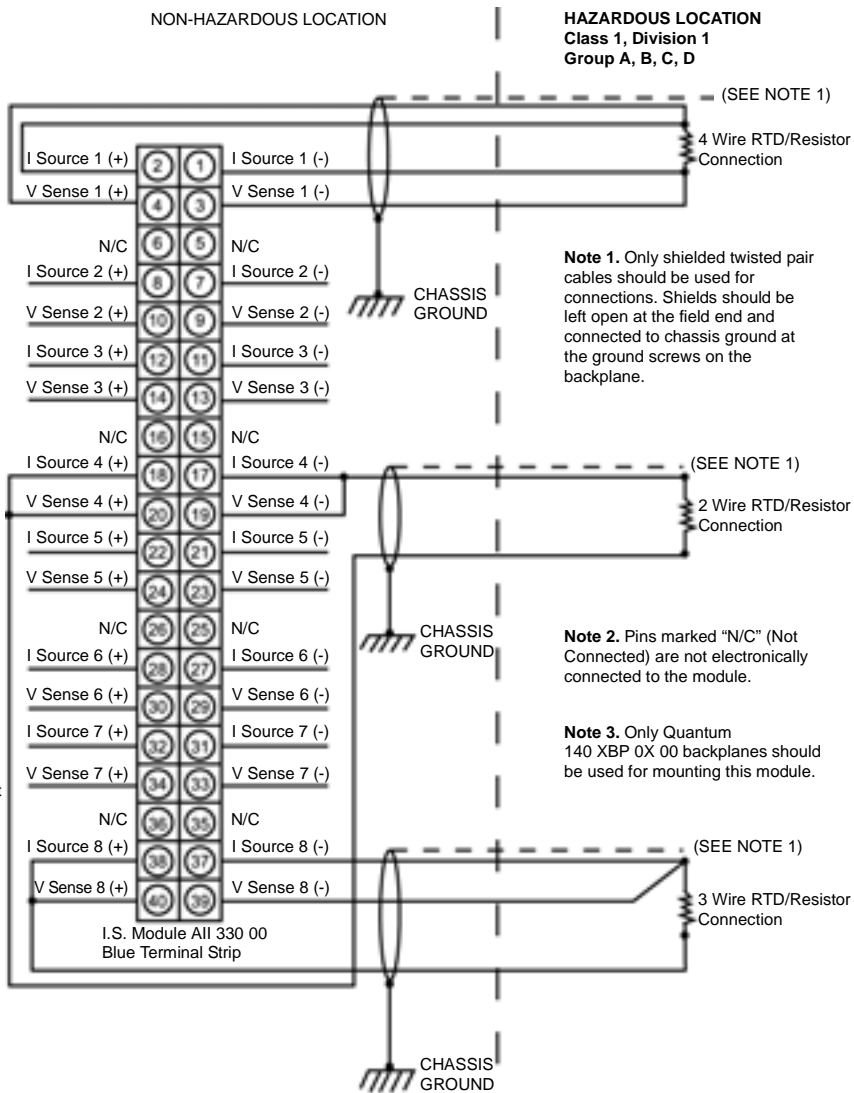 NON-HAZARDOUS LOCATION
HAZARDOUS LOCATION
Class 1, Division 1
Group A, B, C, D
(SEE NOTE 1)
4 Wire RTD/Resistor
Connection
I Source 1 (+) 2 1 I Source 1 (-)
V Sense 1 (+) 4 3 V Sense 1 (-)
N/C 6 5 N/C
I Source 2 (+) 8 7 I Source 2 (-)
V Sense 2 (+) 10 9 V Sense 2 (-)
I Source 3 (+) 12 11 I Source 3 (-)
V Sense 3 (+) 14 13 V Sense 3 (-)
N/C 16 15 N/C
I Source 4 (+) 18 17 I Source 4 (-)
V Sense 4 (+) 20 19 V Sense 4 (-)
I Source 5 (+) 22 21 I Source 5 (-)
V Sense 5 (+) 24 23 V Sense 5 (-)
N/C 26 25 N/C
I Source 6 (+) 28 27 I Source 6 (-)
V Sense 6 (+) 30 29 V Sense 6 (-)
I Source 7 (+) 32 31 I Source 7 (-)
V Sense 7 (+) 34 33 V Sense 7 (-)
N/C 36 35 N/C
I Source 8 (+) 38 37 I Source 8 (-)
V Sense 8 (+) 40 39 V Sense 8 (-)
I.S. Module AII 330 00
Blue Terminal Strip
CHASSIS
GROUND
Note 1. Only shielded twisted pair
cables should be used for
connections. Shields should be
left open at the field end and
connected to chassis ground at
the ground screws on the
backplane.
(SEE NOTE 1)
2 Wire RTD/Resistor
Connection
CHASSIS
GROUND
Note 2. Pins marked “N/C” (Not
Connected) are not electronically
connected to the module.
Note 3. Only Quantum
140 XBP 0X 00 backplanes should
be used for mounting this module.
(SEE NOTE 1)
3 Wire RTD/Resistor
Connection
CHASSIS
GROUND